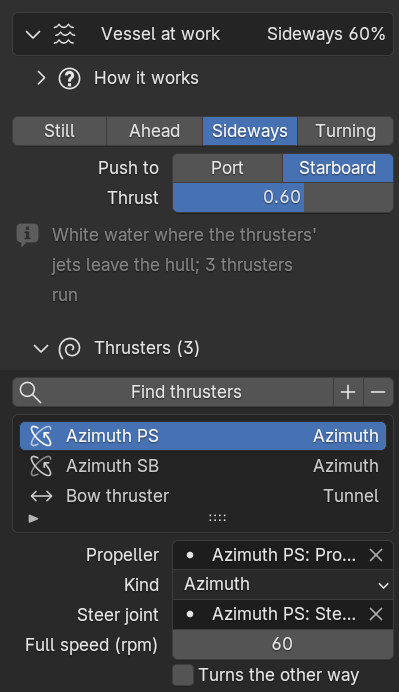 Vessel at work Sideways 60%
How it works
Still Ahead Sideways Turning
Push to Port Starboard
Thrust 0.60
White water where the thrusters'
jets leave the hull; 3 thrusters
run
Thrusters (3)
Find thrusters + −
Azimuth PS Azimuth
Azimuth SB Azimuth
Bow thruster Tunnel
Propeller Azimuth PS: Pro...
Kind Azimuth
Steer joint Azimuth PS: Ste...
Full speed (rpm) 60
Turns the other way